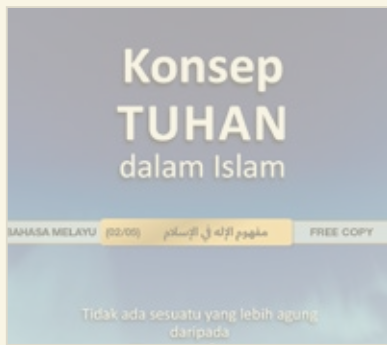 Konsep
TUHAN
dalam Islam
BAHASA MELAYU (02/05) مفهوم الإله في الإسلام FREE COPY
Tidak ada sesuatu yang lebih agung
daripada